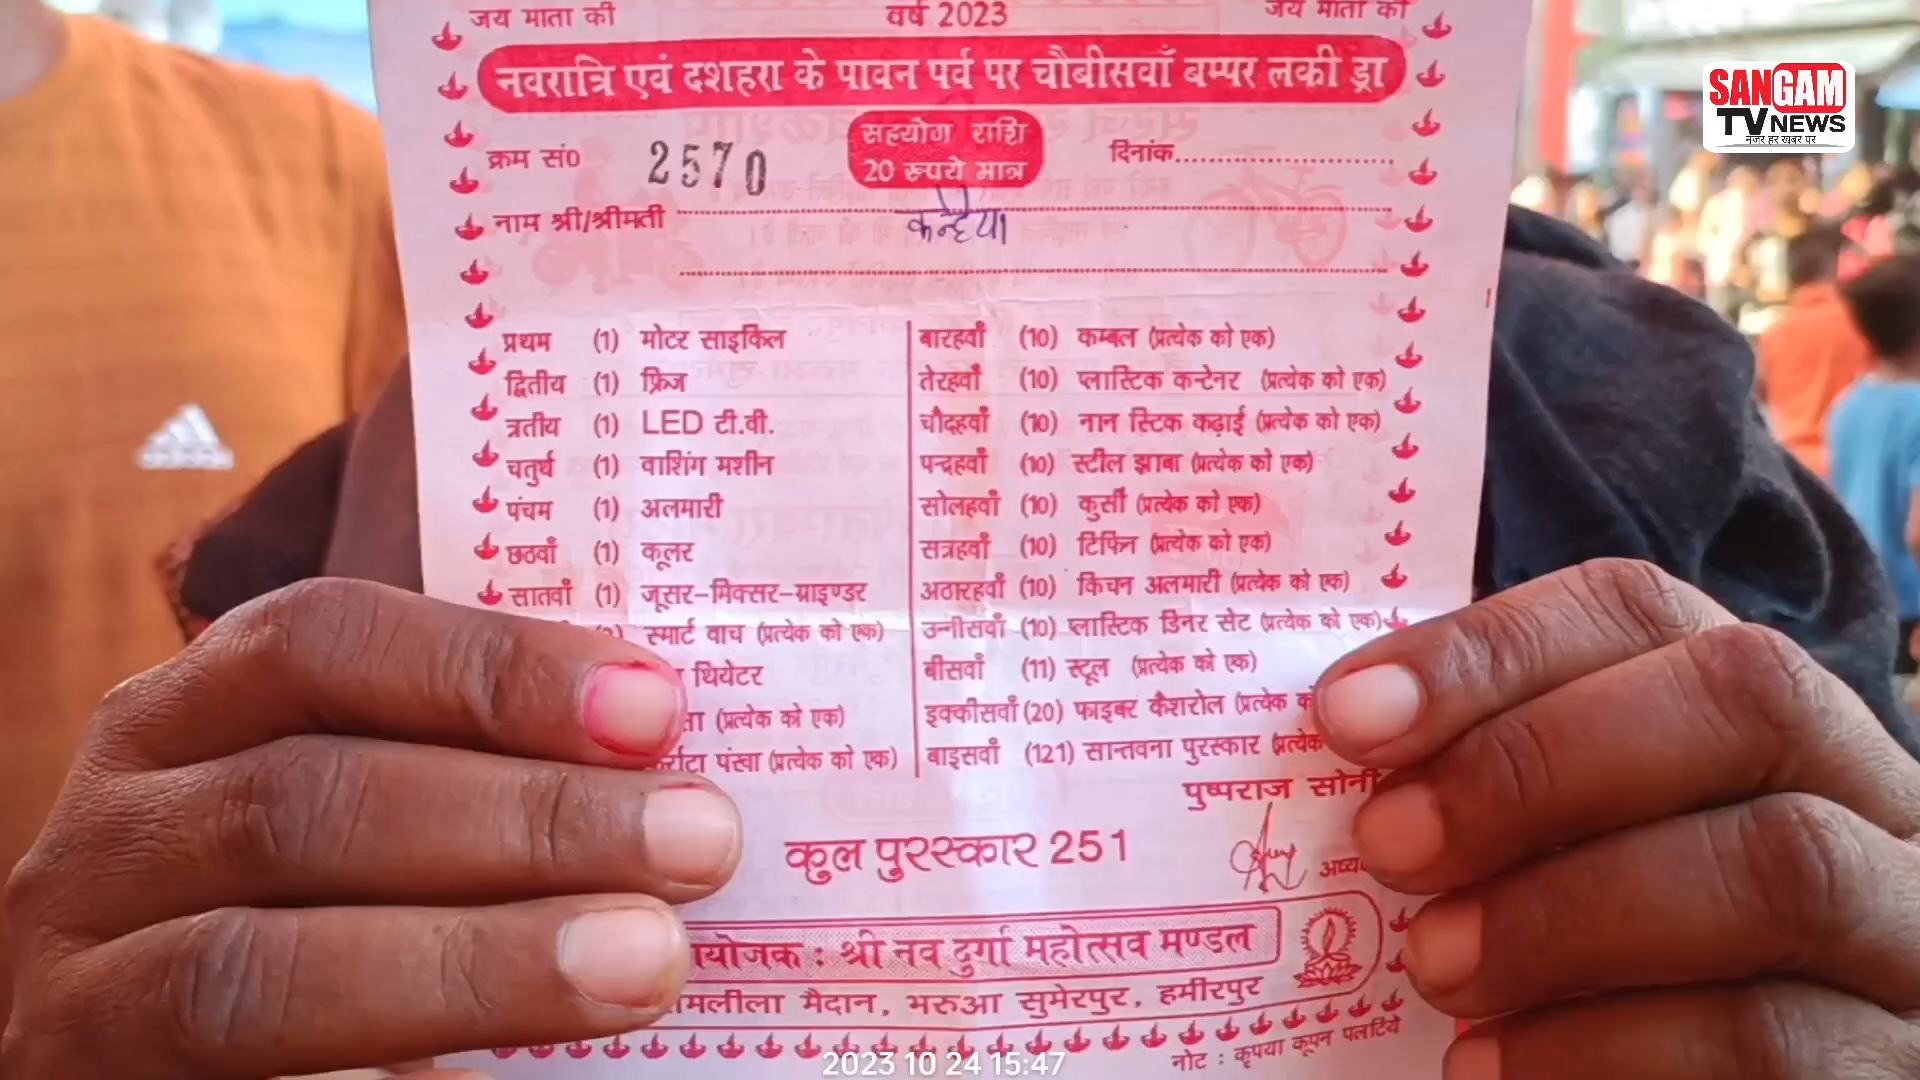 जय माता की वर्ष 2023 जय माता की
नवरात्रि एवं दशहरा के पावन पर्व पर चौबीसवाँ बम्पर लकी ड्रा
SANGAM
TV NEWS
नजर हर खबर पर
क्रम सं० 2570 सहयोग राशि दिनांक
20 रूपये मात्र
नाम श्री/श्रीमती कन्हैया
प्रथम (1) मोटर साइकिल
द्वितीय (1) फ्रिज
त्रतीय (1) LED टी.वी.
चतुर्थ (1) वाशिंग मशीन
पंचम (1) अलमारी
छठवाँ (1) कूलर
सातवाँ (1) जूसर-मिक्सर-ग्राइण्डर
स्मार्ट वाच (प्रत्येक को एक)
थियेटर
(प्रत्येक को एक)
पंखा (प्रत्येक को एक)
बारहवाँ (10) कम्बल (प्रत्येक को एक)
तेरहवाँ (10) प्लास्टिक कन्टेनर (प्रत्येक को एक)
चौदहवाँ (10) नान स्टिक कढ़ाई (प्रत्येक को एक)
पन्द्रहवाँ (10) स्टील झाबा (प्रत्येक को एक)
सोलहवाँ (10) कुर्सी (प्रत्येक को एक)
सत्रहवाँ (10) टिफिन (प्रत्येक को एक)
अठारहवाँ (10) किचन अलमारी (प्रत्येक को एक)
उन्नीसवाँ (10) प्लास्टिक डिनर सेट (प्रत्येक को एक)
बीसवाँ (11) स्टूल (प्रत्येक को एक)
इक्कीसवाँ (20) फाइबर कैशरोल (प्रत्येक को
बाइसवाँ (121) सान्तवना पुरस्कार (प्रत्येक
पुष्पराज सोनी
कुल पुरस्कार 251
श्री नव दुर्गा महोत्सव मण्डल
मैदान, भरुआ सुमेरपुर, हमीरपुर
नोट : कृपया कूपन पलटिये
2023 10 24 15:47